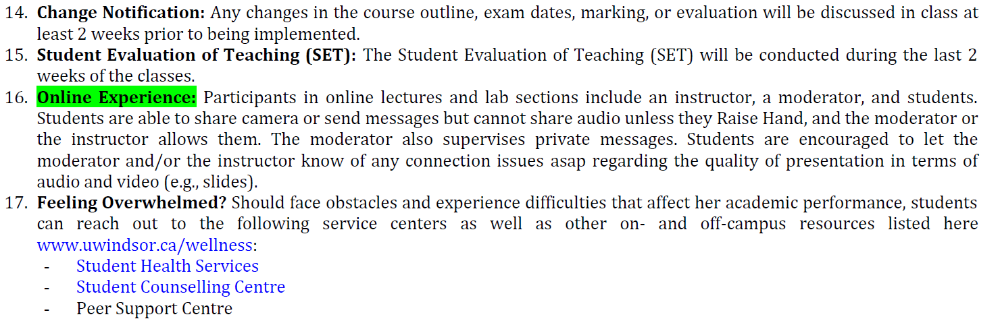 14. Change Notification: Any changes in the course outline, exam dates, marking, or evaluation will be discussed in class at
least 2 weeks prior to being implemented.
15. Student Evaluation of Teaching (SET): The Student Evaluation of Teaching (SET) will be conducted during the last 2
weeks of the classes.
16. Online Experience: Participants in online lectures and lab sections include an instructor, a moderator, and students.
Students are able to share camera or send messages but cannot share audio unless they Raise Hand, and the moderator or
the instructor allows them. The moderator also supervises private messages. Students are encouraged to let the
moderator and/or the instructor know of any connection issues asap regarding the quality of presentation in terms of
audio and video (e.g., slides).
17. Feeling Overwhelmed? Should face obstacles and experience difficulties that affect her academic performance, students
can reach out to the following service centers as well as other on- and off-campus resources listed here
www.uwindsor.ca/wellness:
- Student Health Services
- Student Counselling Centre
- Peer Support Centre